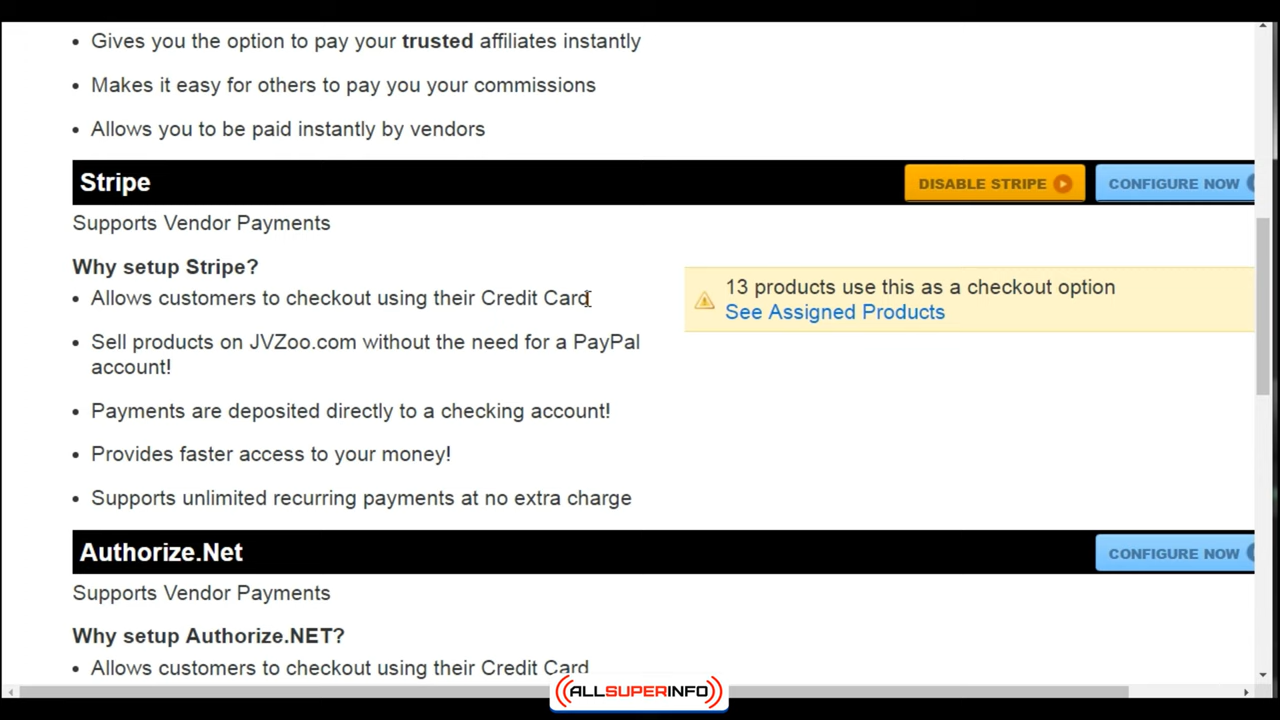 Gives you the option to pay your trusted affiliates instantly
Makes it easy for others to pay you your commissions
Allows you to be paid instantly by vendors
Stripe
DISABLE STRIPE
CONFIGURE NOW
Supports Vendor Payments
Why setup Stripe?
Allows customers to checkout using their Credit Card
13 products use this as a checkout option
See Assigned Products
Sell products on JVZoo.com without the need for a PayPal
account!
Payments are deposited directly to a checking account!
Provides faster access to your money!
Supports unlimited recurring payments at no extra charge
Authorize.Net
CONFIGURE NOW
Supports Vendor Payments
Why setup Authorize.NET?
Allows customers to checkout using their Credit Card
ALLSUPERINFO